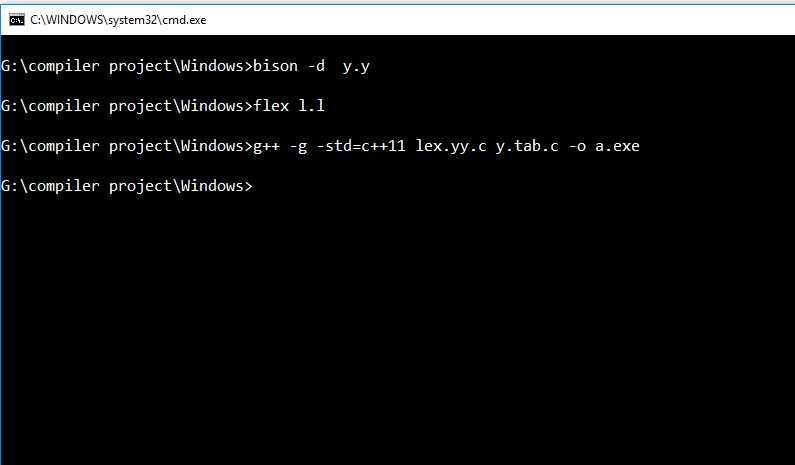 C:\WINDOWS\system32\cmd.exe
G:\compiler project\Windows>bison -d  y.y
G:\compiler project\Windows>flex l.l
G:\compiler project\Windows>g++ -g -std=c++11 lex.yy.c y.tab.c -o a.exe
G:\compiler project\Windows>